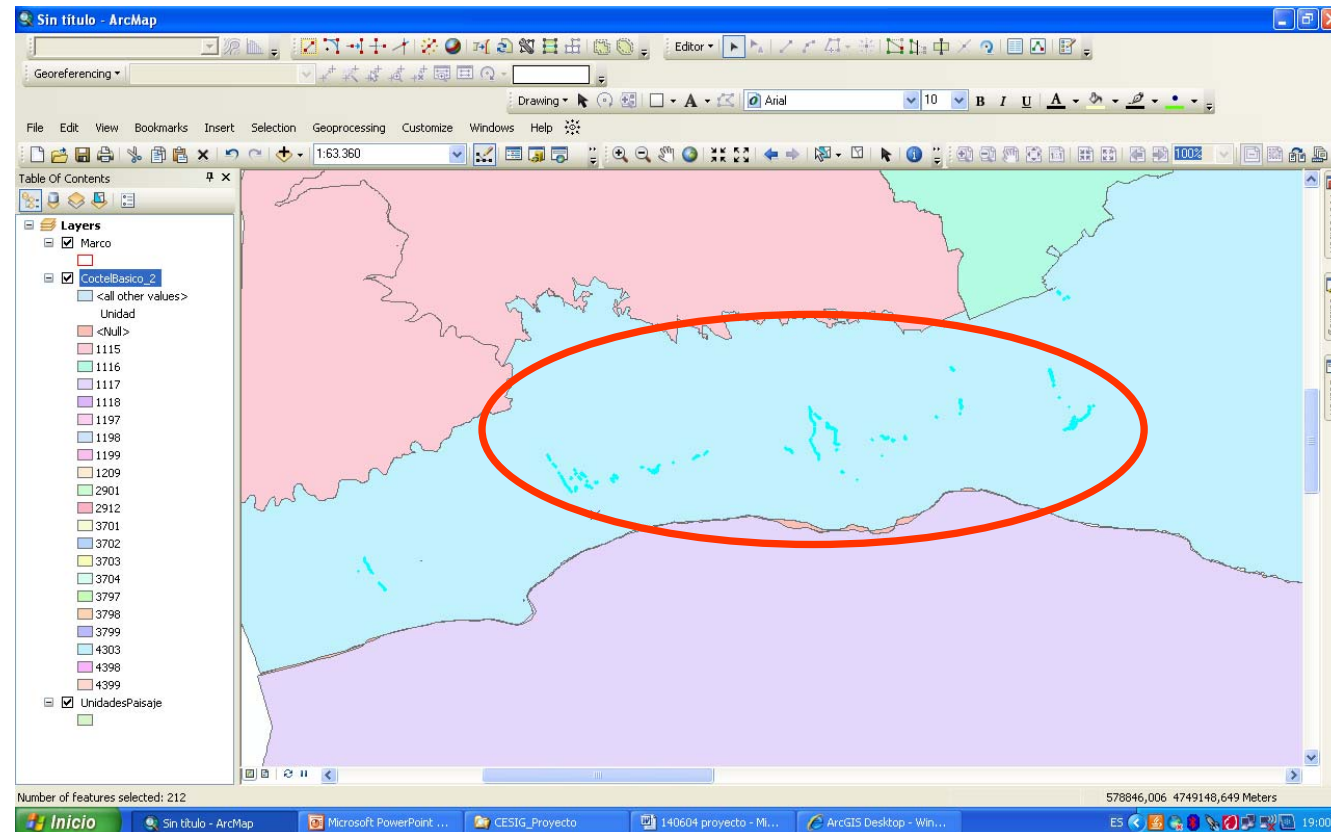 Sin título - ArcMap
Editor
Georeferencing
Drawing A Arial 10 B I U A
File Edit View Bookmarks Insert Selection Geoprocessing Customize Windows Help
1:63.360 100%
Table Of Contents
Layers
Marco
CoctelBasico_2
<all other values>
Unidad
<Null>
1115
1116
1117
1118
1197
1198
1199
1209
2901
2912
3701
3702
3703
3704
3797
3798
3799
4303
4398
4399
UnidadesPaisaje
Number of features selected: 212
578846,006 4749148,649 Meters
Inicio Sin título - ArcMap Microsoft PowerPoint ... CESIG_Proyecto 140604 proyecto - Mi... ArcGIS Desktop - Win... ES 19:00